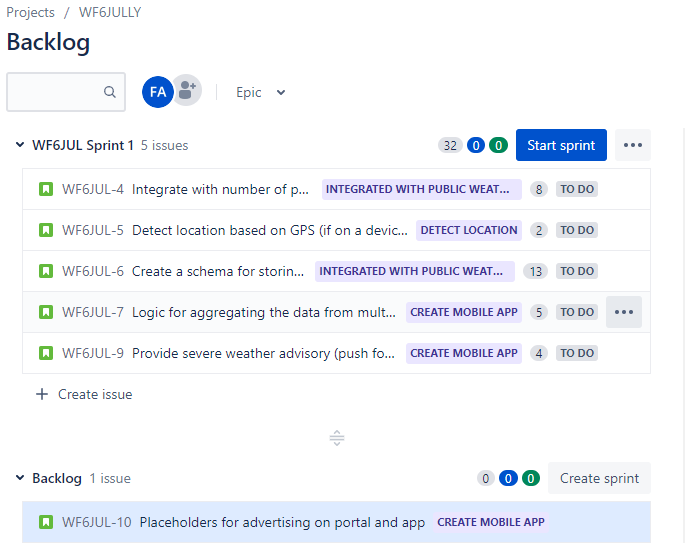 Projects / WF6JULLY
Backlog
FA Epic
WF6JUL Sprint 1 5 issues 32 0 0 Start sprint
WF6JUL-4 Integrate with number of p... INTEGRATED WITH PUBLIC WEAT... 8 TO DO
WF6JUL-5 Detect location based on GPS (if on a devic... DETECT LOCATION 2 TO DO
WF6JUL-6 Create a schema for storin... INTEGRATED WITH PUBLIC WEAT... 13 TO DO
WF6JUL-7 Logic for aggregating the data from mult... CREATE MOBILE APP 5 TO DO
WF6JUL-9 Provide severe weather advisory (push fo... CREATE MOBILE APP 4 TO DO
Create issue
Backlog 1 issue 0 0 0 Create sprint
WF6JUL-10 Placeholders for advertising on portal and app CREATE MOBILE APP